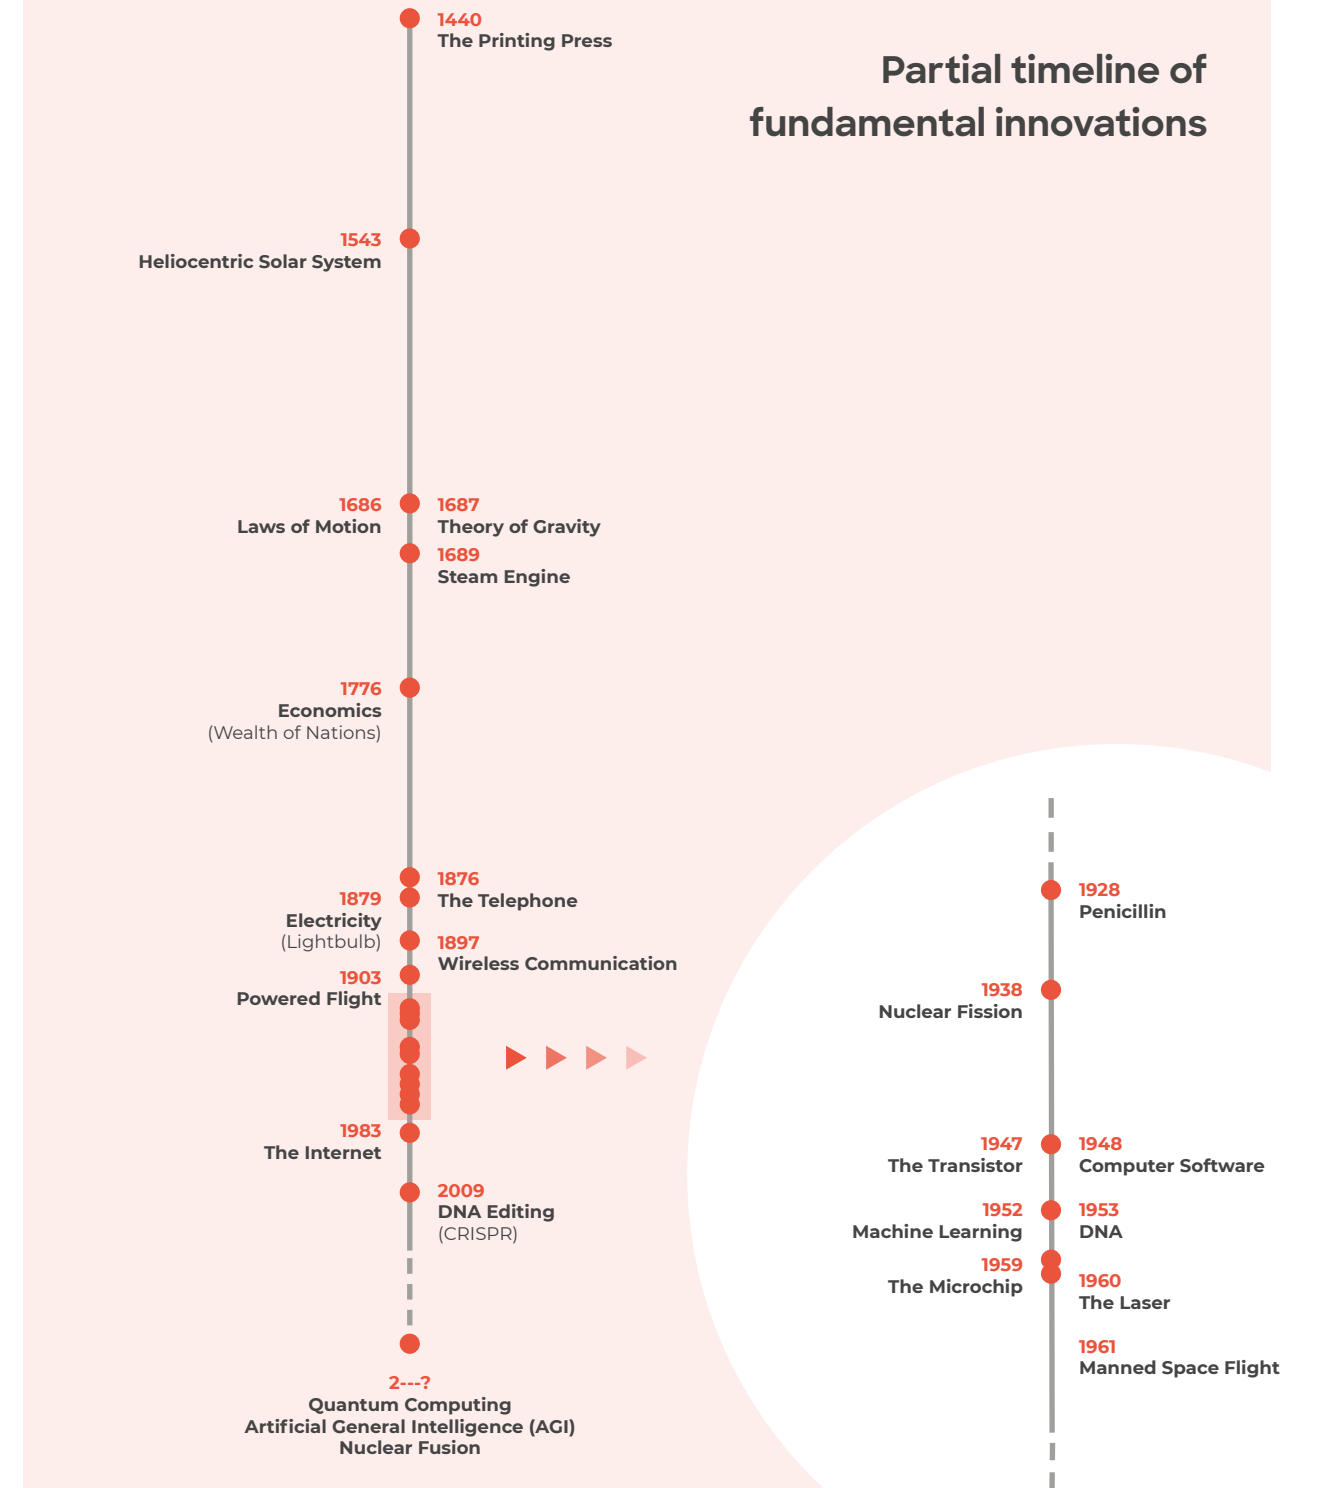 Partial timeline of
fundamental innovations
1440
The Printing Press
1543
Heliocentric Solar System
1686
Laws of Motion
1687
Theory of Gravity
1689
Steam Engine
1776
Economics
(Wealth of Nations)
1876
The Telephone
1879
Electricity
(Lightbulb)
1897
Wireless Communication
1903
Powered Flight
1983
The Internet
2009
DNA Editing
(CRISPR)
2---?
Quantum Computing
Artificial General Intelligence (AGI)
Nuclear Fusion
1928
Penicillin
1938
Nuclear Fission
1947
The Transistor
1948
Computer Software
1952
Machine Learning
1953
DNA
1959
The Microchip
1960
The Laser
1961
Manned Space Flight